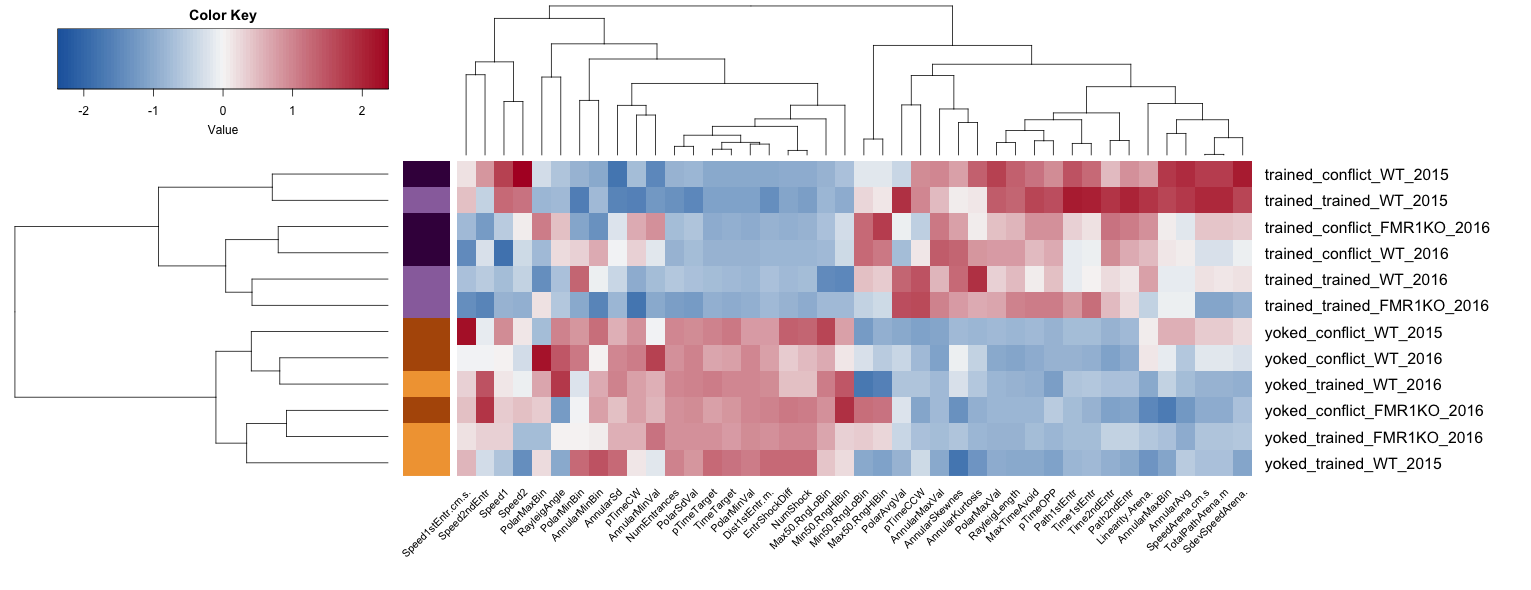 Color Key
-2 -1 0 1 2
Value
trained_conflict_WT_2015
trained_trained_WT_2015
trained_conflict_FMR1KO_2016
trained_conflict_WT_2016
trained_trained_WT_2016
trained_trained_FMR1KO_2016
yoked_conflict_WT_2015
yoked_conflict_WT_2016
yoked_trained_WT_2016
yoked_conflict_FMR1KO_2016
yoked_trained_FMR1KO_2016
yoked_trained_WT_2015
Speed1stEntr.cm.s.
Speed2ndEntr
Speed1
Speed2
PolarMaxBin
RayleigAngle
PolarMinBin
AnnularMinBin
AnnularSd
pTimeCW
AnnularMinVal
NumEntrances
PolarSdVal
pTimeTarget
TimeTarget
PolarMinVal
Dist1stEntr.m.
EntrShockDiff
NumShock
Max50.RngLoBin
Min50.RngHiBin
Min50.RngLoBin
Max50.RngHiBin
PolarAvgVal
pTimeCCW
AnnularMaxVal
AnnularSkewnes
AnnularKurtosis
PolarMaxVal
RayleigLength
MaxTimeAvoid
pTimeOPP
Path1stEntr
Time1stEntr
Time2ndEntr
Path2ndEntr
Linearity.Arena.
AnnularMaxBin
AnnularAvg
SpeedArena.cm.s
TotalPathArena.m
SdevSpeedArena.